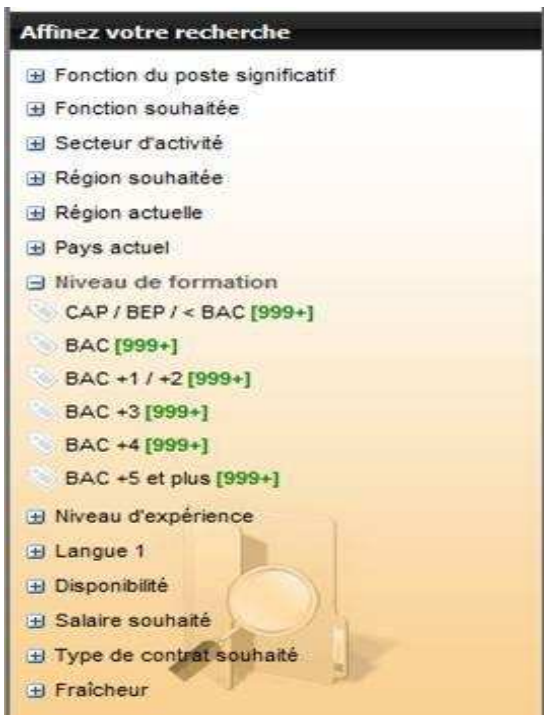 Affinez votre recherche
Fonction du poste significatif
Fonction souhaitée
Secteur d'activité
Région souhaitée
Région actuelle
Pays actuel
Niveau de formation
CAP / BEP / < BAC [999+]
BAC [999+]
BAC +1 / +2 [999+]
BAC +3 [999+]
BAC +4 [999+]
BAC +5 et plus [999+]
Niveau d'expérience
Langue 1
Disponibilité
Salaire souhaité
Type de contrat souhaité
Fraîcheur